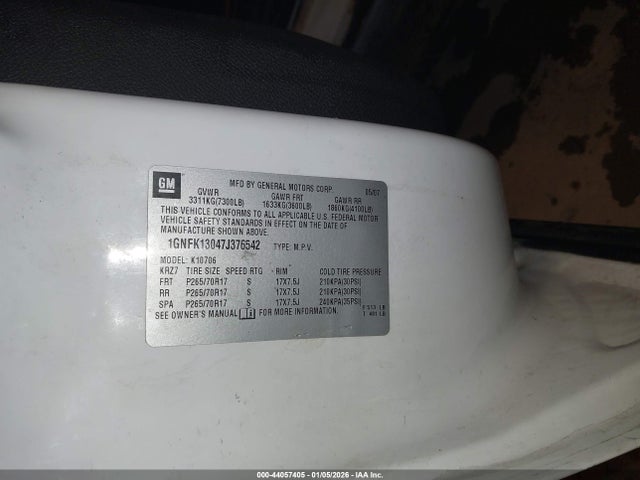 GM
MFD BY GENERAL MOTORS CORP. 05/07
GVWR GAWR FRT GAWR RR
3311KG(7300LB) 1633KG(3600LB) 1860KG(4100LB)
THIS VEHICLE CONFORMS TO ALL APPLICABLE U.S. FEDERAL MOTOR
VEHICLE SAFETY STANDARDS IN EFFECT ON THE DATE OF
MANUFACTURE SHOWN ABOVE.
1GNFK13047J376542 TYPE: M.P.V.
MODEL: K10706
KRZ7 TIRE SIZE SPEED RTG RIM COLD TIRE PRESSURE
FRT P265/70R17 S 17X7.5J 210KPA(30PSI)
RR P265/70R17 S 17X7.5J 210KPA(30PSI)
SPA P265/70R17 S 17X7.5J 240KPA(35PSI)
SEE OWNER'S MANUAL FOR MORE INFORMATION.
000-44057405 - 01/05/2026 - IAA Inc.